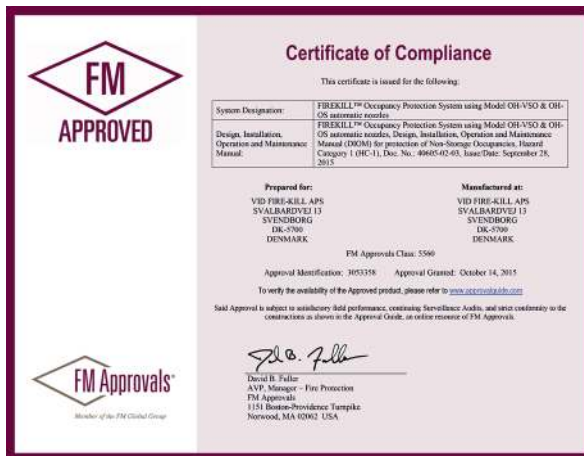 FM
APPROVED
Certificate of Compliance
This certificate is issued for the following:
System Designation:
FIREKILL™ Occupancy Protection System using Model OH-VSO & OH-
OS automatic nozzles
Design, Installation,
Operation and Maintenance
Manual:
FIREKILL™ Occupancy Protection System using Model OH-VSO & OH-
OS automatic nozzles, Design, Installation, Operation and Maintenance
Manual (DIOM) for protection of Non-Storage Occupancies, Hazard
Category 1 (HC-1), Doc. No.: 40605-02-03, Issue/Date: September 28,
2015
Prepared for:
VID FIRE-KILL APS
SVALBARDVEJ 13
SVENDBORG
DK-5700
DENMARK
Manufactured at:
VID FIRE-KILL APS
SVALBARDVEJ 13
SVENDBORG
DK-5700
DENMARK
FM Approvals Class: 5560
Approval Identification: 3053358 Approval Granted: October 14, 2015
To verify the availability of the Approved product, please refer to www.approvalguide.com
Said Approval is subject to satisfactory field performance, continuing Surveillance Audits, and strict conformity to the
constructions as shown in the Approval Guide, an online resource of FM Approvals.
David B. Fuller
AVP, Manager – Fire Protection
FM Approvals
1151 Boston-Providence Turnpike
Norwood, MA 02062 USA
FM Approvals
Member of the FM Global Group